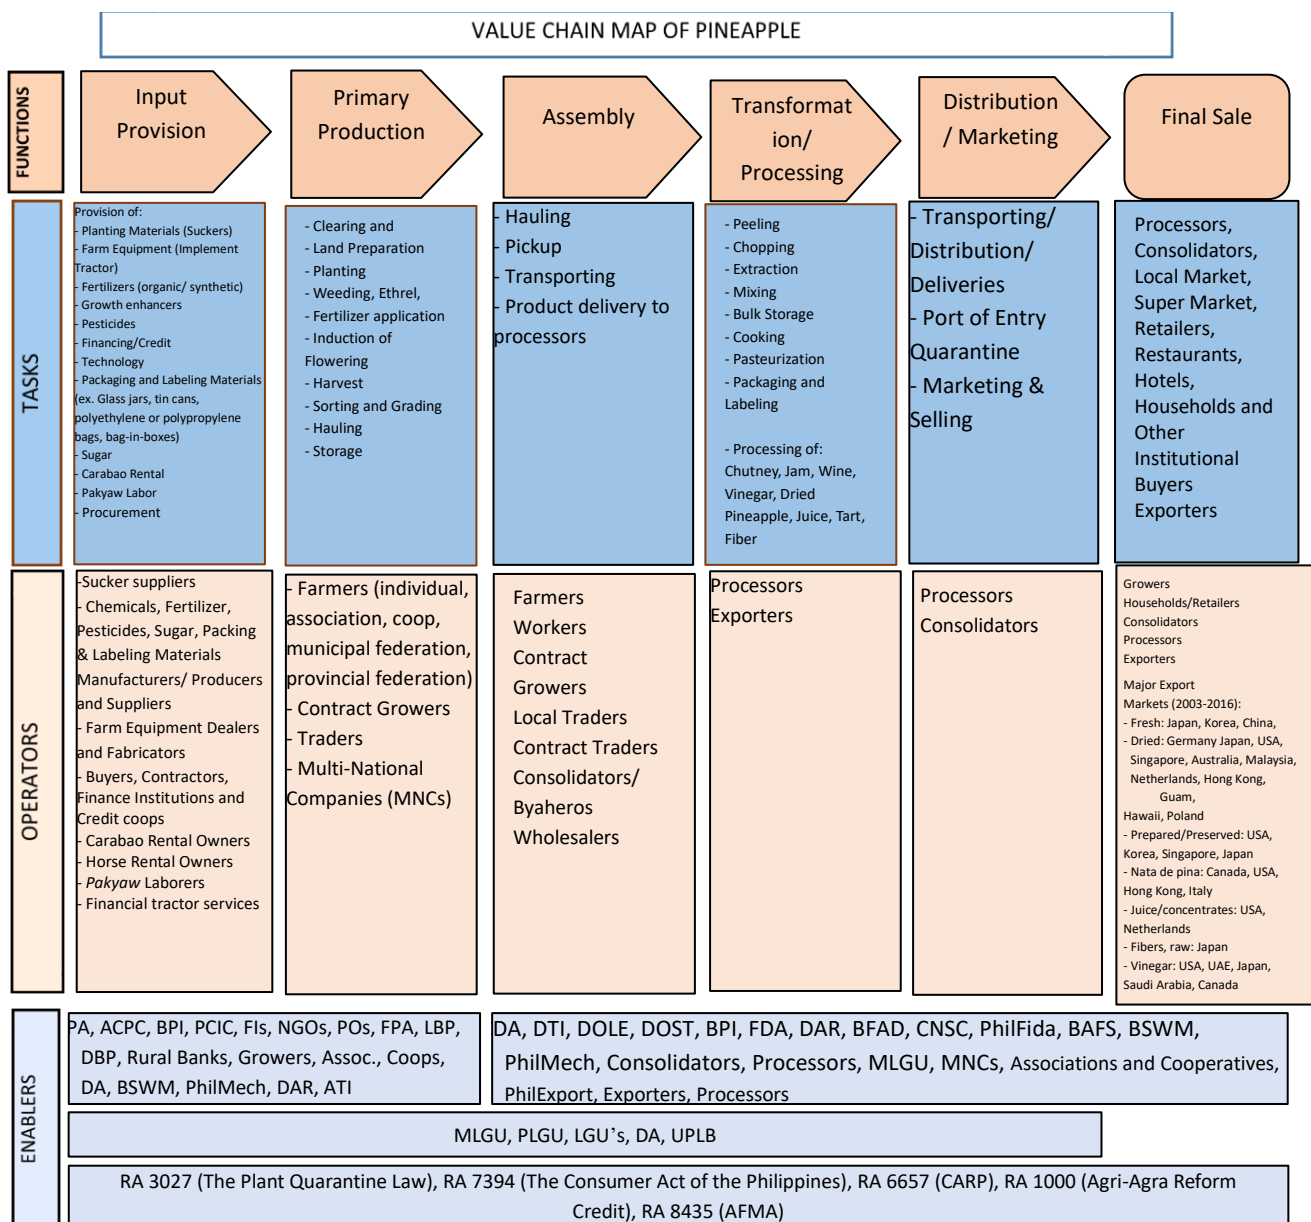 VALUE CHAIN MAP OF PINEAPPLE
FUNCTIONS
Input
Provision
Primary
Production
Assembly
Transformat
ion/
Processing
Distribution
/ Marketing
Final Sale
TASKS
Provision of:
- Planting Materials (Suckers)
- Farm Equipment (Implement
Tractor)
- Fertilizers (organic/ synthetic)
- Growth enhancers
- Pesticides
- Financing/Credit
- Technology
- Packaging and Labeling Materials
(ex. Glass jars, tin cans,
polyethylene or polypropylene
bags, bag-in-boxes)
- Sugar
- Carabao Rental
- Pakyaw Labor
- Procurement
- Clearing and
- Land Preparation
- Planting
- Weeding, Ethrel,
- Fertilizer application
- Induction of
Flowering
- Harvest
- Sorting and Grading
- Hauling
- Storage
- Hauling
- Pickup
- Transporting
- Product delivery to
processors
- Peeling
- Chopping
- Extraction
- Mixing
- Bulk Storage
- Cooking
- Pasteurization
- Packaging and
Labeling
- Processing of:
Chutney, Jam, Wine,
Vinegar, Dried
Pineapple, Juice, Tart,
Fiber
- Transporting/
Distribution/
Deliveries
- Port of Entry
Quarantine
- Marketing &
Selling
Processors,
Consolidators,
Local Market,
Super Market,
Retailers,
Restaurants,
Hotels,
Households and
Other
Institutional
Buyers
Exporters
OPERATORS
-Sucker suppliers
- Chemicals, Fertilizer,
Pesticides, Sugar, Packing
& Labeling Materials
Manufacturers/ Producers
and Suppliers
- Farm Equipment Dealers
and Fabricators
- Buyers, Contractors,
Finance Institutions and
Credit coops
- Carabao Rental Owners
- Horse Rental Owners
- Pakyaw Laborers
- Financial tractor services
- Farmers (individual,
association, coop,
municipal federation,
provincial federation)
- Contract Growers
- Traders
- Multi-National
Companies (MNCs)
Farmers
Workers
Contract
Growers
Local Traders
Contract Traders
Consolidators/
Byaheros
Wholesalers
Processors
Exporters
Processors
Consolidators
Growers
Households/Retailers
Consolidators
Processors
Exporters
Major Export
Markets (2003-2016):
- Fresh: Japan, Korea, China,
- Dried: Germany Japan, USA,
Singapore, Australia, Malaysia,
Netherlands, Hong Kong,
Guam,
Hawaii, Poland
- Prepared/Preserved: USA,
Korea, Singapore, Japan
- Nata de pina: Canada, USA,
Hong Kong, Italy
- Juice/concentrates: USA,
Netherlands
- Fibers, raw: Japan
- Vinegar: USA, UAE, Japan,
Saudi Arabia, Canada
ENABLERS
PA, ACPC, BPI, PCIC, FIs, NGOs, POs, FPA, LBP,
DBP, Rural Banks, Growers, Assoc., Coops,
DA, BSWM, PhilMech, DAR, ATI
DA, DTI, DOLE, DOST, BPI, FDA, DAR, BFAD, CNSC, PhilFida, BAFS, BSWM,
PhilMech, Consolidators, Processors, MLGU, MNCs, Associations and Cooperatives,
PhilExport, Exporters, Processors
MLGU, PLGU, LGU's, DA, UPLB
RA 3027 (The Plant Quarantine Law), RA 7394 (The Consumer Act of the Philippines), RA 6657 (CARP), RA 1000 (Agri-Agra Reform
Credit), RA 8435 (AFMA)